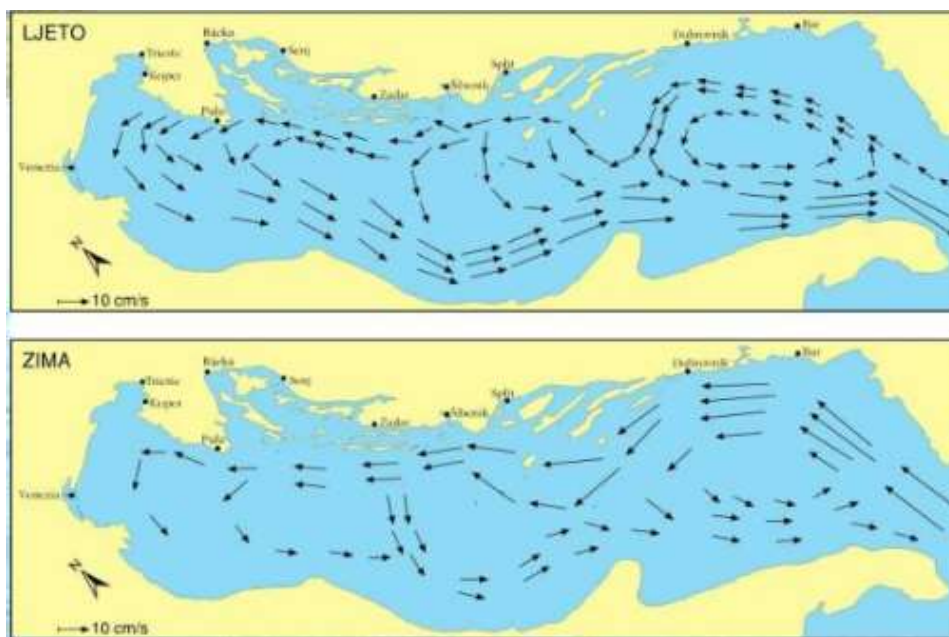 LJETO
Rijeka
Trieste
Koper
Senj
Pula
Zadar
Šibenik
Split
Dubrovnik
Bar
Venezia
N
10 cm/s
ZIMA
Rijeka
Trieste
Koper
Senj
Pula
Zadar
Šibenik
Split
Dubrovnik
Bar
Venezia
N
10 cm/s